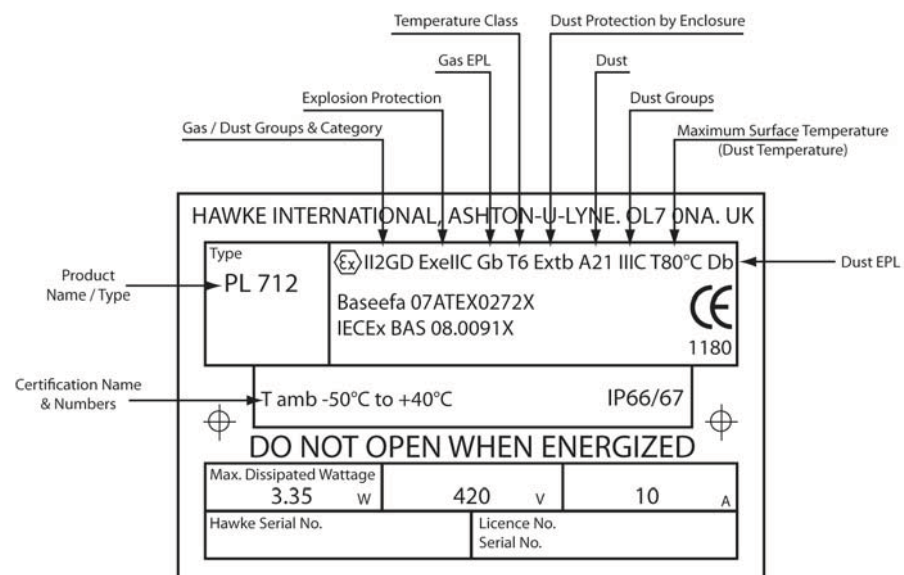 Temperature Class
Dust Protection by Enclosure
Gas EPL
Dust
Explosion Protection
Dust Groups
Gas / Dust Groups & Category
Maximum Surface Temperature
(Dust Temperature)
HAWKE INTERNATIONAL, ASHTON-U-LYNE. OL7 0NA. UK
Type
PL 712
Ex II2GD ExeIIC Gb T6 Extb A21 IIIC T80°C Db
Dust EPL
Product
Name / Type
Baseefa 07ATEX0272X
IECEx BAS 08.0091X
CE
1180
Certification Name
& Numbers
T amb -50°C to +40°C
IP66/67
DO NOT OPEN WHEN ENERGIZED
Max. Dissipated Wattage
3.35 W
420 V
10 A
Hawke Serial No.
Licence No.
Serial No.